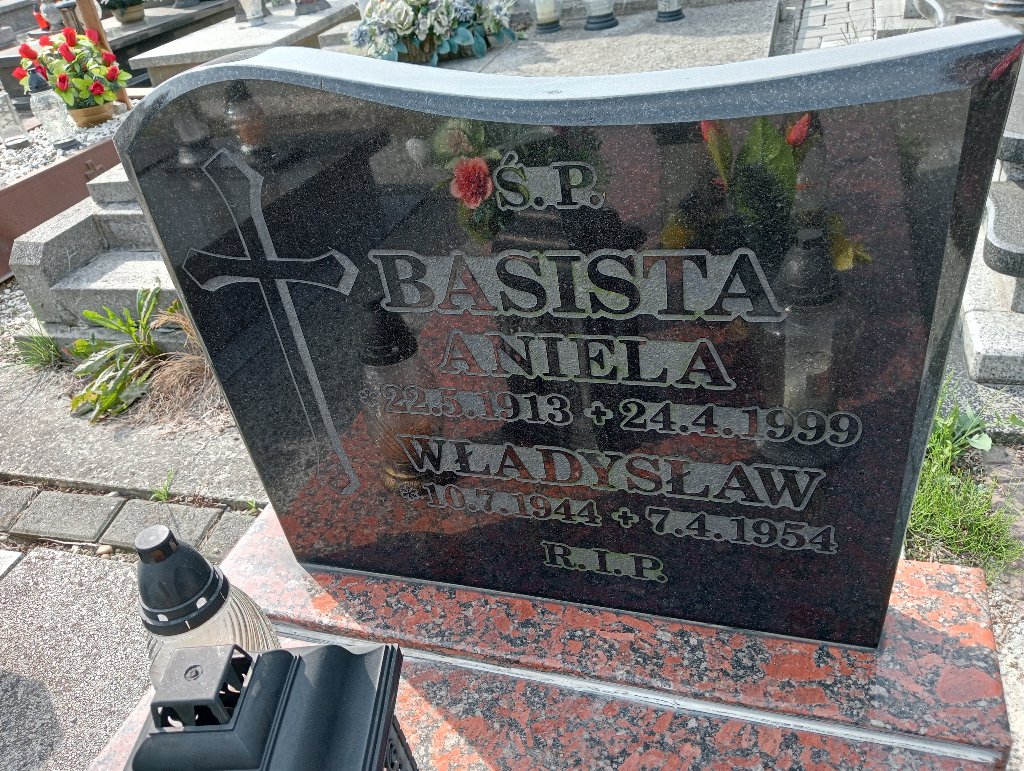 Ś.P.
BASISTA
ANIELA
* 22.5.1913 + 24.4.1999
WŁADYSŁAW
* 10.7.1944 + 7.4.1954
R.I.P.